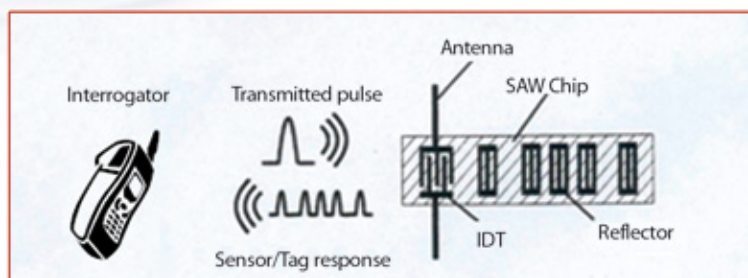 Antenna
Interrogator
Transmitted pulse
SAW Chip
IDT
Reflector
Sensor/Tag response